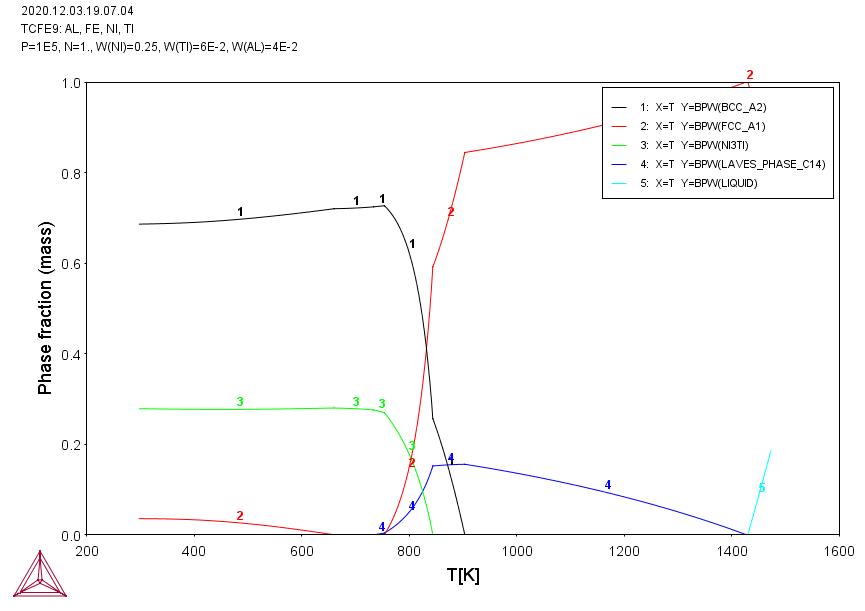 2020.12.03.19.07.04
TCFE9: AL, FE, NI, TI
P=1E5, N=1., W(NI)=0.25, W(TI)=6E-2, W(AL)=4E-2
2
1: X=T Y=BPW(BCC_A2)
2: X=T Y=BPW(FCC_A1)
3: X=T Y=BPW(NI3TI)
4: X=T Y=BPW(LAVES_PHASE_C14)
5: X=T Y=BPW(LIQUID)
1.0
0.8
0.6
0.4
0.2
0.0
Phase fraction (mass)
1 1 1
2
1
3 3 3
3
2
4 1
4
5
4
2
4
200 400 600 800 1000 1200 1400 1600
T[K]